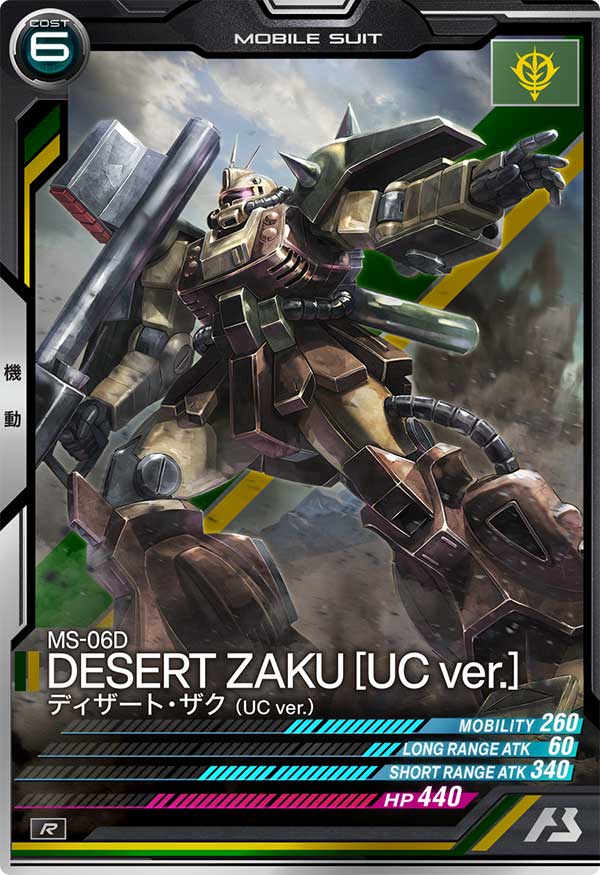 COST
6
MOBILE SUIT
機動
MS-06D
DESERT ZAKU [UC ver.]
ディザート・ザク (UC ver.)
MOBILITY 260
LONG RANGE ATK 60
SHORT RANGE ATK 340
HP 440
R